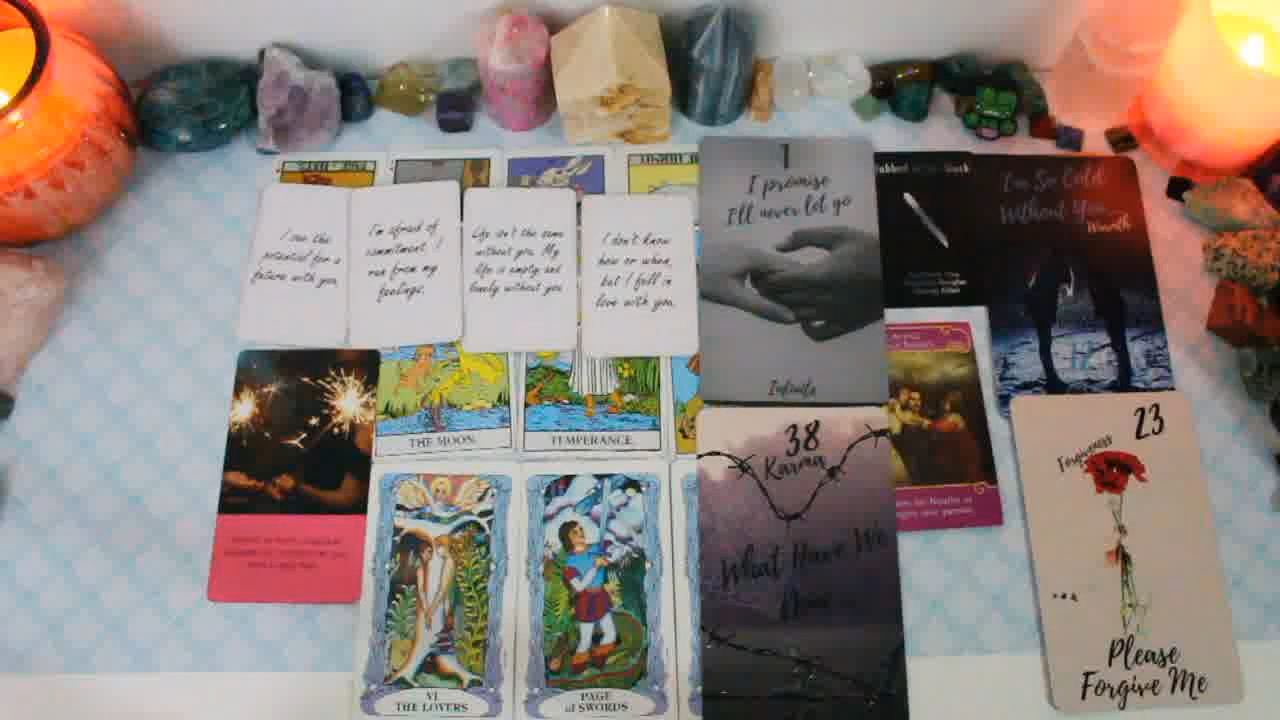 I see the
potential for a
future with you.
I'm afraid of
commitment. I
run from my
feelings.
Life isn't the same
without you. My
life is empty and
lonely without you.
I don't know
how or when,
but I fell in
love with you.
1
I promise
I'll never let go
Infinite
I'm So Cold
Without You...
Warmth
THE MOON.
TEMPERANCE.
38
Karma
What Have We
Done
23
Forgiveness
...
Please
Forgive Me
VI
THE LOVERS
PAGE
of SWORDS